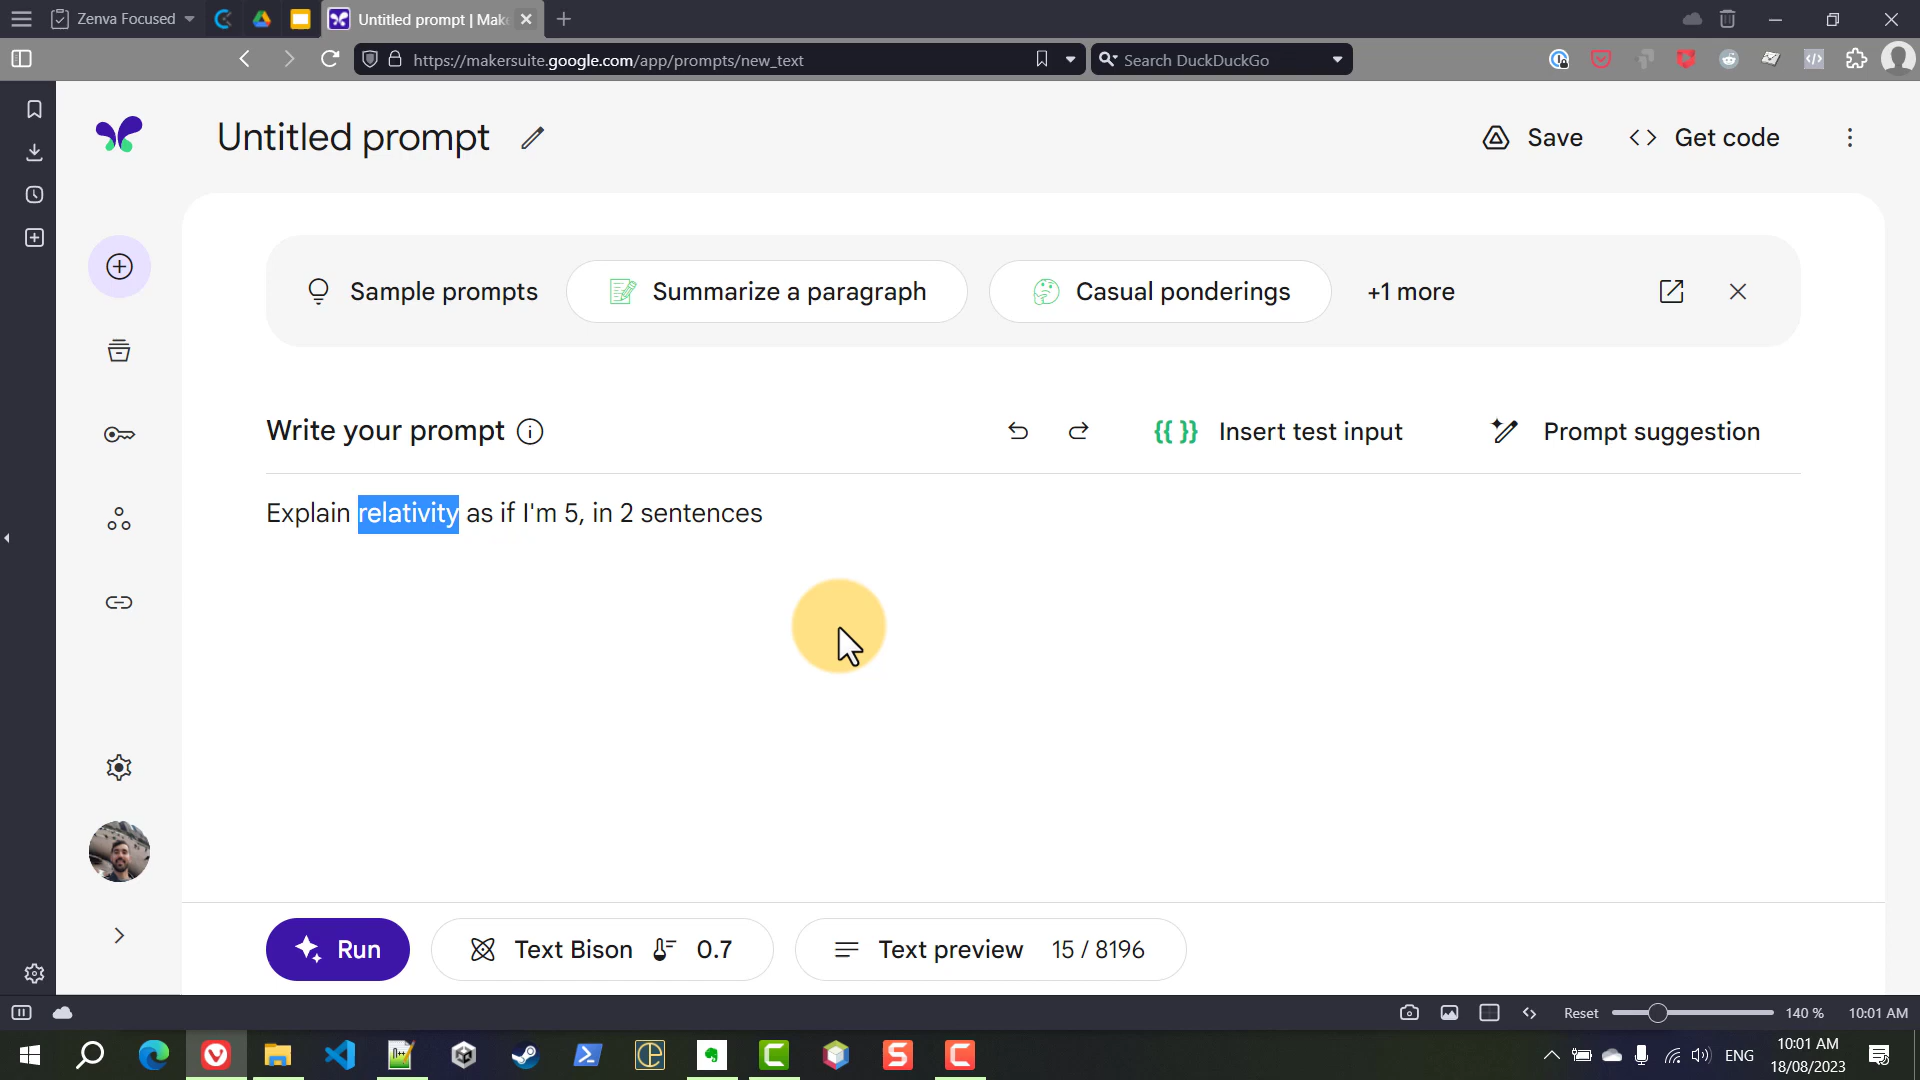 Zenva Focused
Untitled prompt | Make
https://makersuite.google.com/app/prompts/new_text
Search DuckDuckGo
Untitled prompt
Save
Get code
Sample prompts
Summarize a paragraph
Casual ponderings
+1 more
Write your prompt
{{ }} Insert test input
Prompt suggestion
Explain relativity as if I'm 5, in 2 sentences
Run
Text Bison 0.7
Text preview 15 / 8196
Reset 140 % 10:01 AM
ENG
10:01 AM
18/08/2023